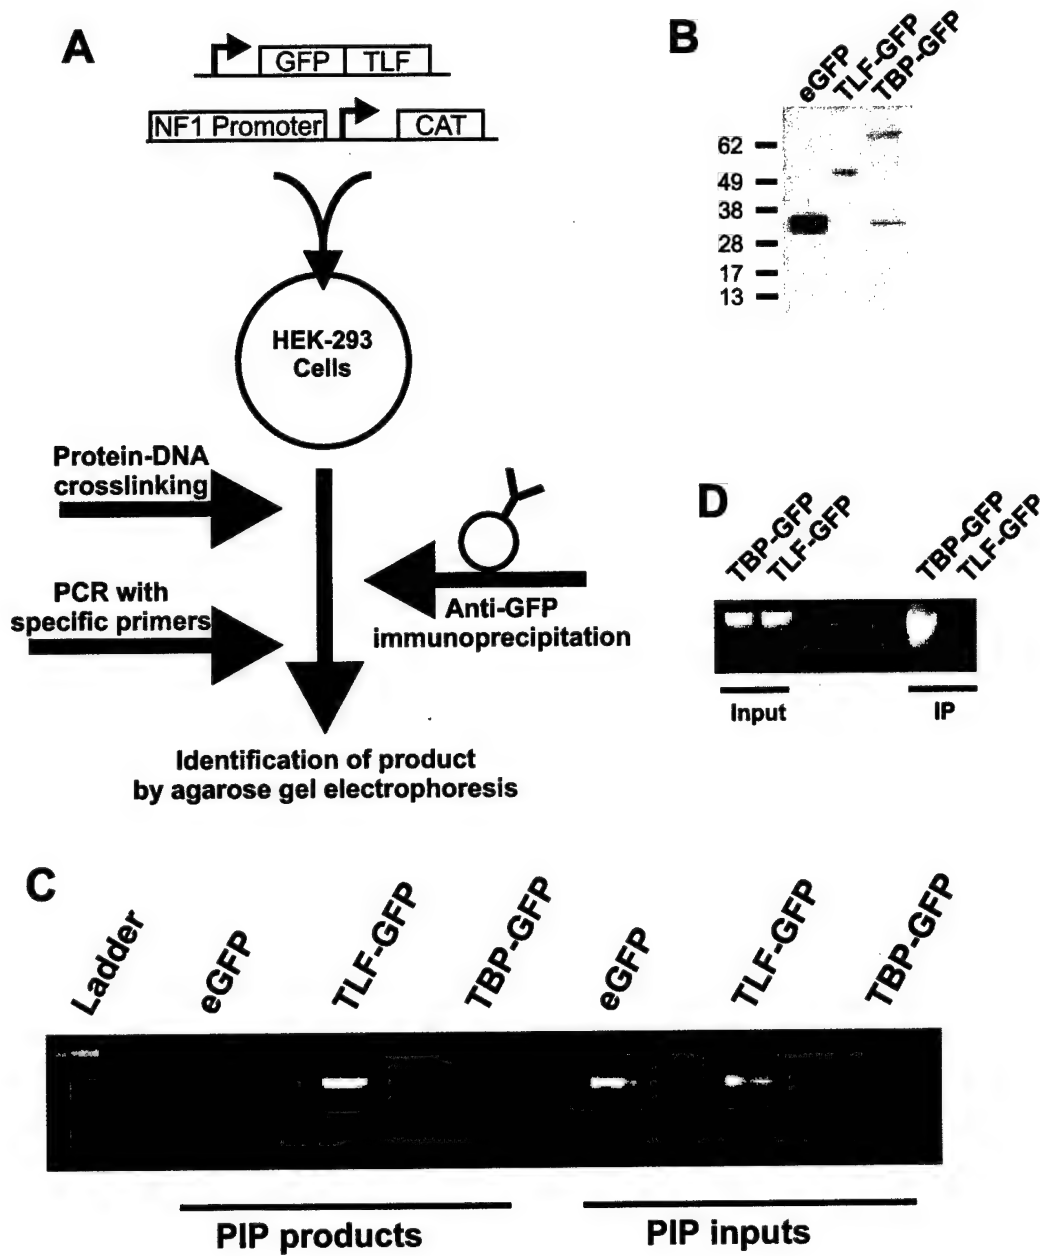 A
GFP TLF
NF1 Promoter CAT
HEK-293
Cells
Protein-DNA
crosslinking
PCR with
specific primers
Anti-GFP
immunoprecipitation
Identification of product
by agarose gel electrophoresis
B
eGFP
TLF-GFP
TBP-GFP
62
49
38
28
17
13
D
TBP-GFP
TLF-GFP
TBP-GFP
TLF-GFP
Input
IP
C
Ladder
eGFP
TLF-GFP
TBP-GFP
eGFP
TLF-GFP
TBP-GFP
PIP products
PIP inputs